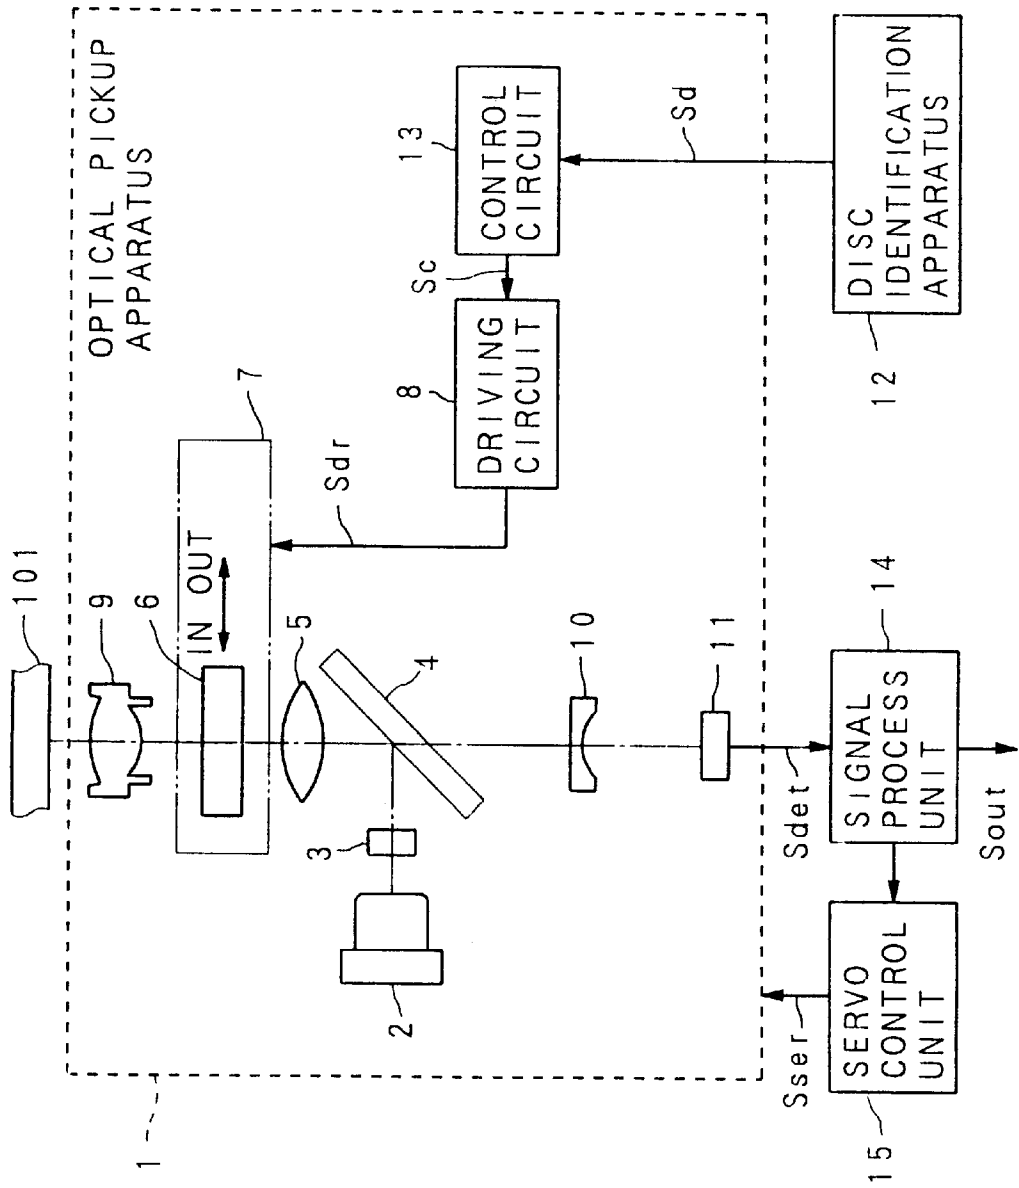 OPTICAL PICKUP
APPARATUS
101
9
6
IN OUT
7
5
4
3
2
Sdr
8
DRIVING
CIRCUIT
Sc
13
CONTROL
CIRCUIT
Sd
10
11
1
Sdet
Sser
14
SIGNAL
PROCESS
UNIT
Sout
15
SERVO
CONTROL
UNIT
12
DISC
IDENTIFICATION
APPARATUS